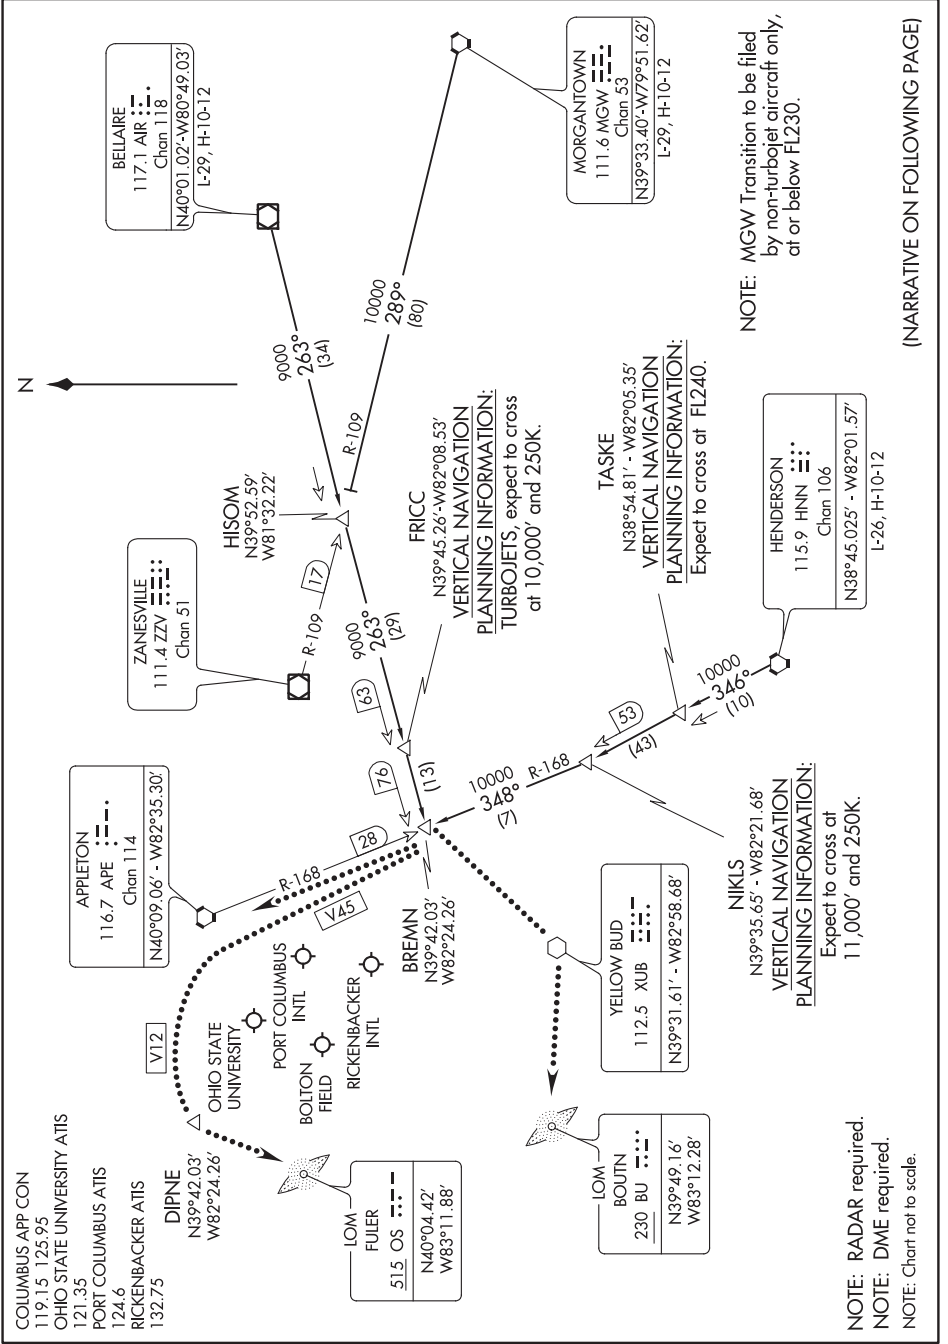 COLUMBUS APP CON
119.15 125.95
OHIO STATE UNIVERSITY ATIS
121.35
PORT COLUMBUS ATIS
124.6
RICKENBACKER ATIS
132.75
APPLETON
116.7 APE
Chan 114
N40°09.06' - W82°35.30'
ZANESVILLE
111.4 ZZV
Chan 51
BELLAIRE
117.1 AIR
Chan 118
N40°01.02'-W80°49.03'
L-29, H-10-12
N
HISOM
N39°52.59'
W81°32.22'
9000
263°
(34)
10000
289°
(80)
R-109
MORGANTOWN
111.6 MGW
Chan 53
N39°33.40'-W79°51.62'
L-29, H-10-12
R-109
17
9000
263°
(29)
63
FRICC
N39°45.26'-W82°08.53'
VERTICAL NAVIGATION
PLANNING INFORMATION:
TURBOJETS, expect to cross
at 10,000' and 250K.
76
(13)
28
R-168
V45
V12
DIPNE
N39°42.03'
W82°24.26'
OHIO STATE
UNIVERSITY
PORT COLUMBUS
INTL
BOLTON
FIELD
RICKENBACKER
INTL
BREMN
N39°42.03'
W82°24.26'
10000
348°
(7)
R-168
53
(43)
10000
346°
(10)
TASKE
N38°54.81' - W82°05.35'
VERTICAL NAVIGATION
PLANNING INFORMATION:
Expect to cross at FL240.
NOTE: MGW Transition to be filed
by non-turbojet aircraft only,
at or below FL230.
HENDERSON
115.9 HNN
Chan 106
N38°45.025' - W82°01.57'
L-26, H-10-12
NIKLS
N39°35.65' - W82°21.68'
VERTICAL NAVIGATION
PLANNING INFORMATION:
Expect to cross at
11,000' and 250K.
YELLOW BUD
112.5 XUB
N39°31.61' - W82°58.68'
LOM
FULER
515 OS
N40°04.42'
W83°11.88'
LOM
BOUTN
230 BU
N39°49.16'
W83°12.28'
NOTE: RADAR required.
NOTE: DME required.
NOTE: Chart not to scale.
(NARRATIVE ON FOLLOWING PAGE)